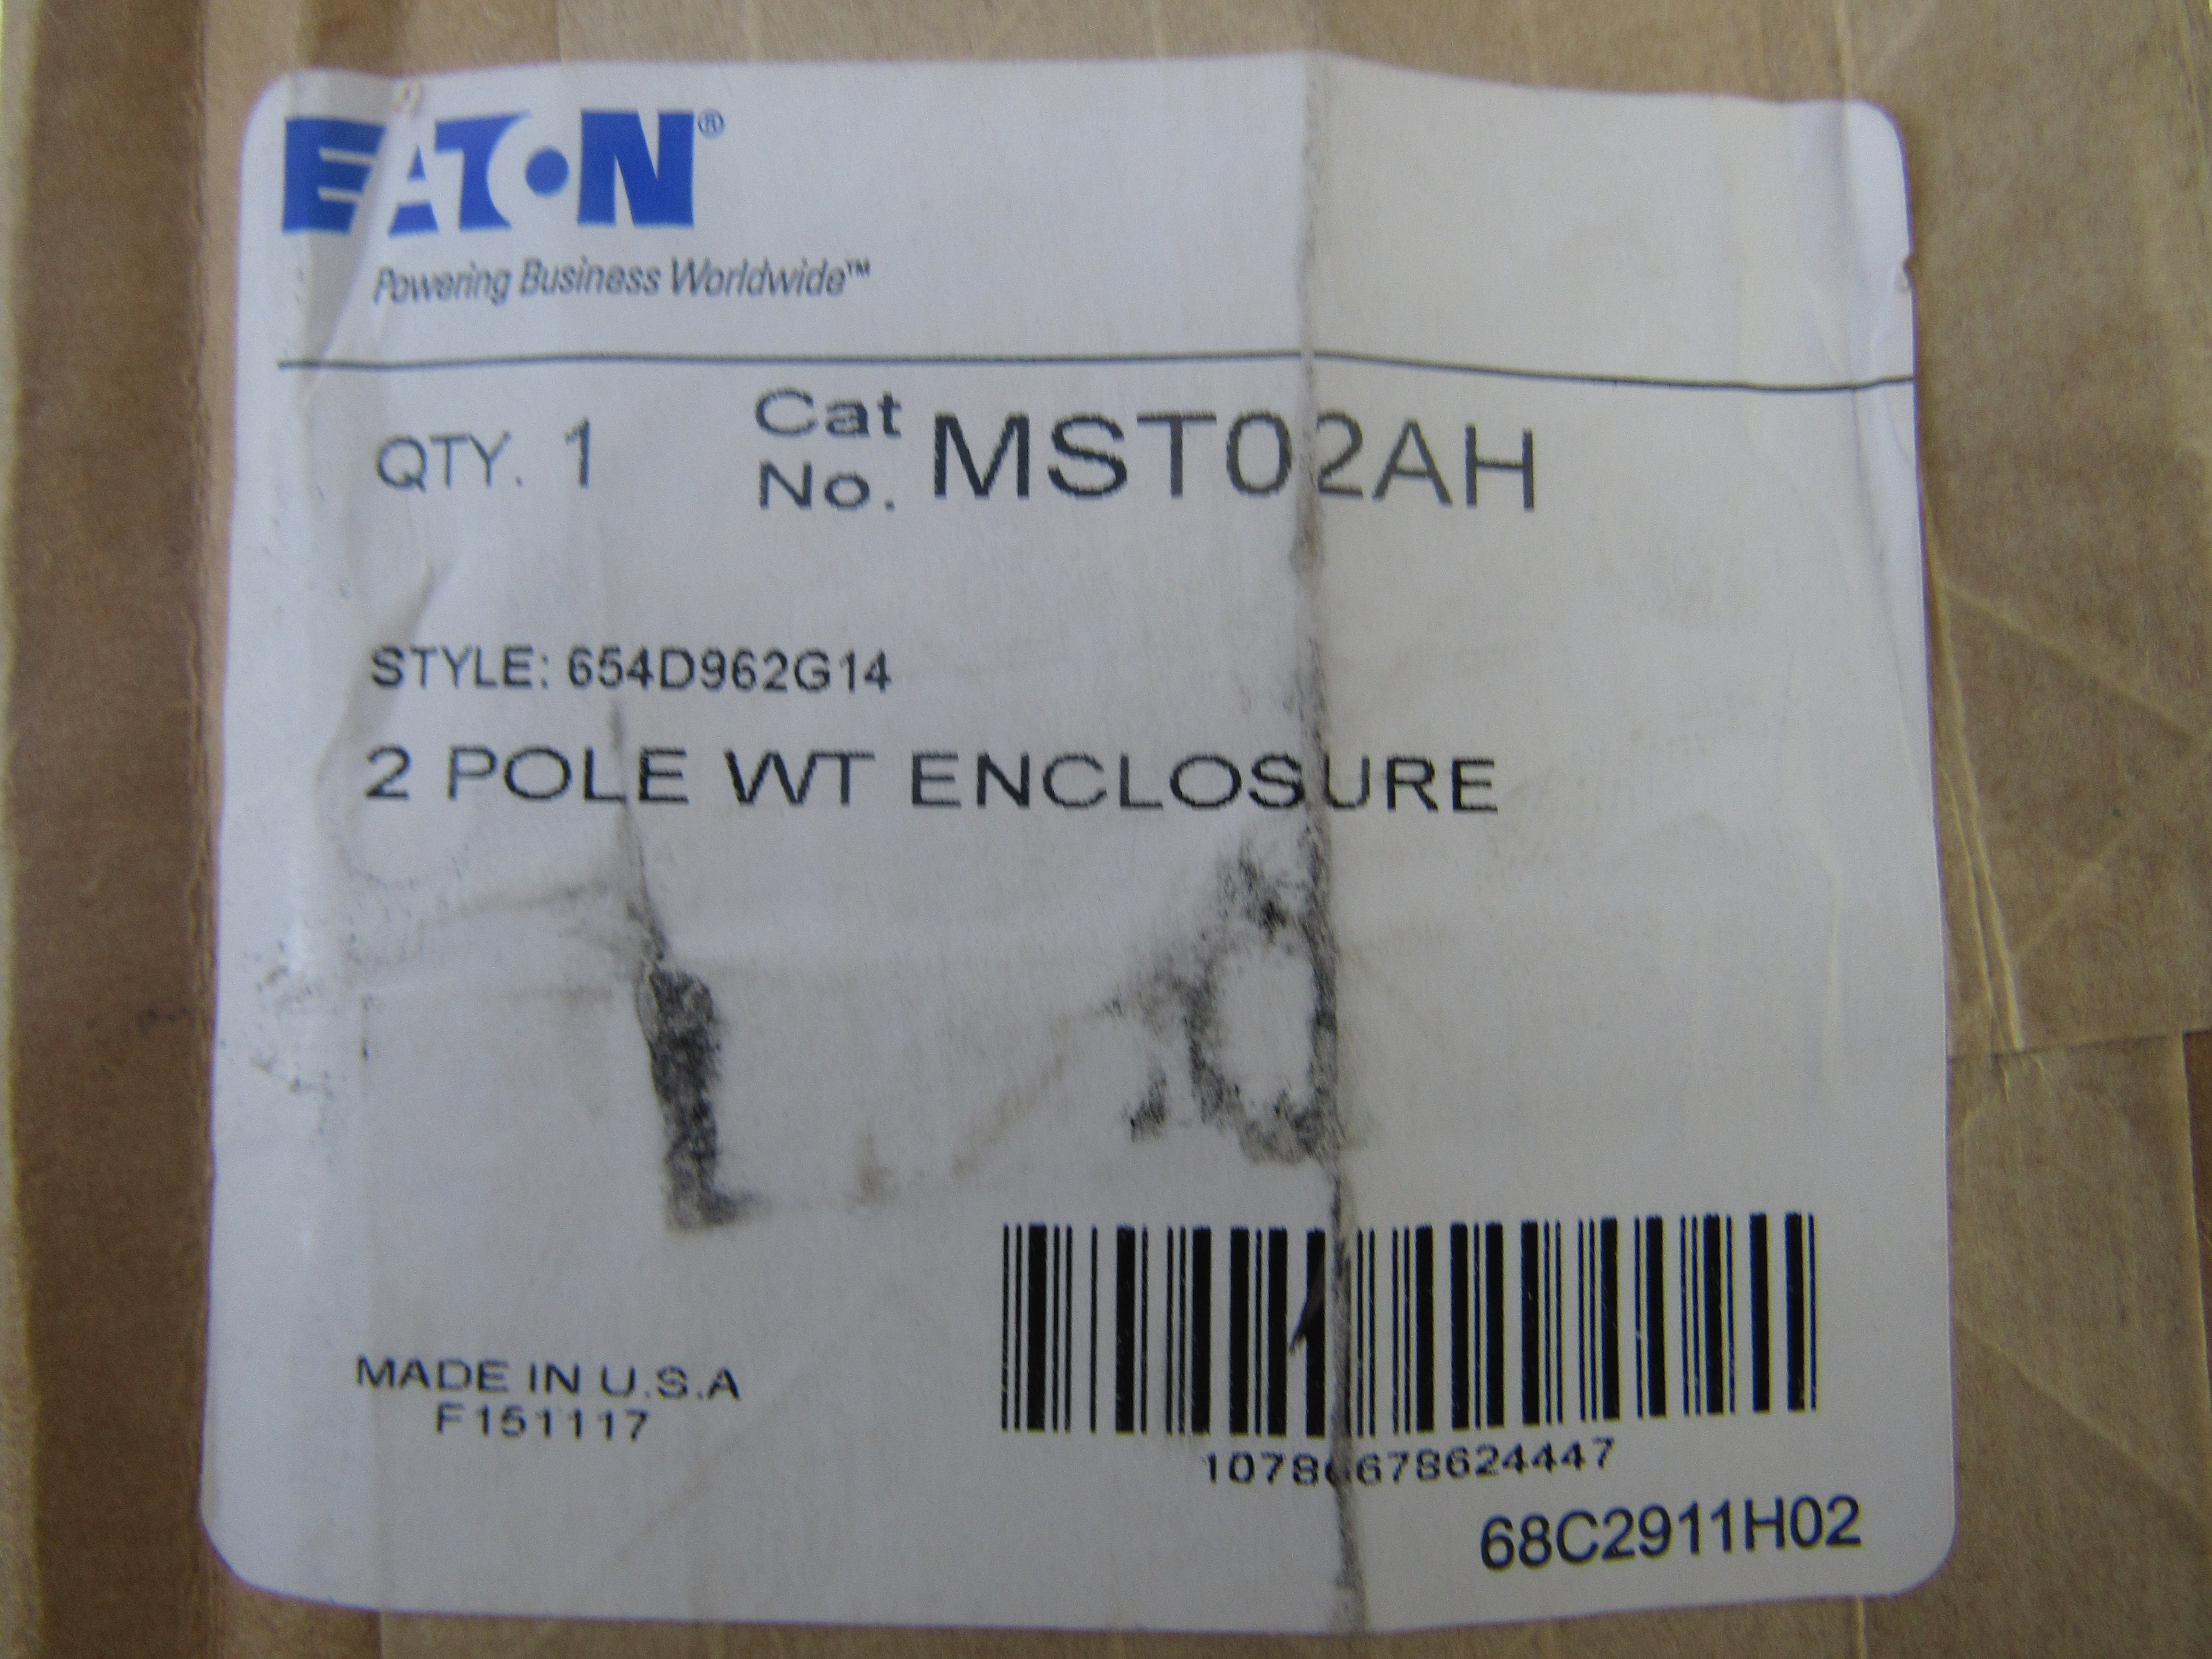 EATON®
Powering Business Worldwide™
QTY. 1 Cat No. MST02AH
STYLE: 654D962G14
2 POLE WT ENCLOSURE
MADE IN U.S.A
F151117
68C2911H02